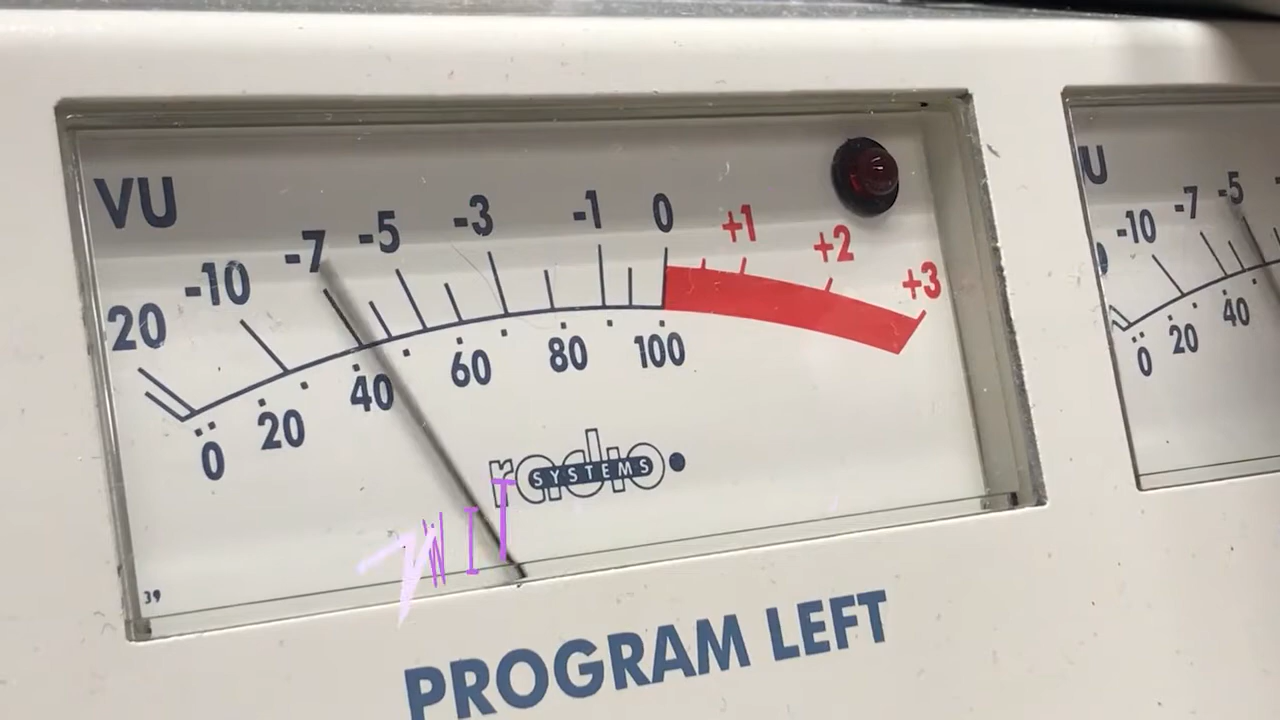 VU
20 -10 -7 -5 -3 -1 0 +1 +2 +3
0 20 40 60 80 100
radio
SYSTEMS
39
PROGRAM LEFT
U
-10 -7 -5
0 20 40